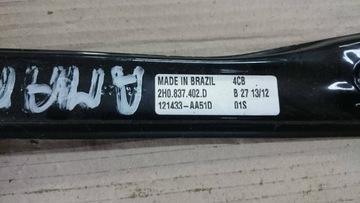 MADE IN BRAZIL 4CB
2H0.837.402.D B 27 13/12
121433-AA51D 01S